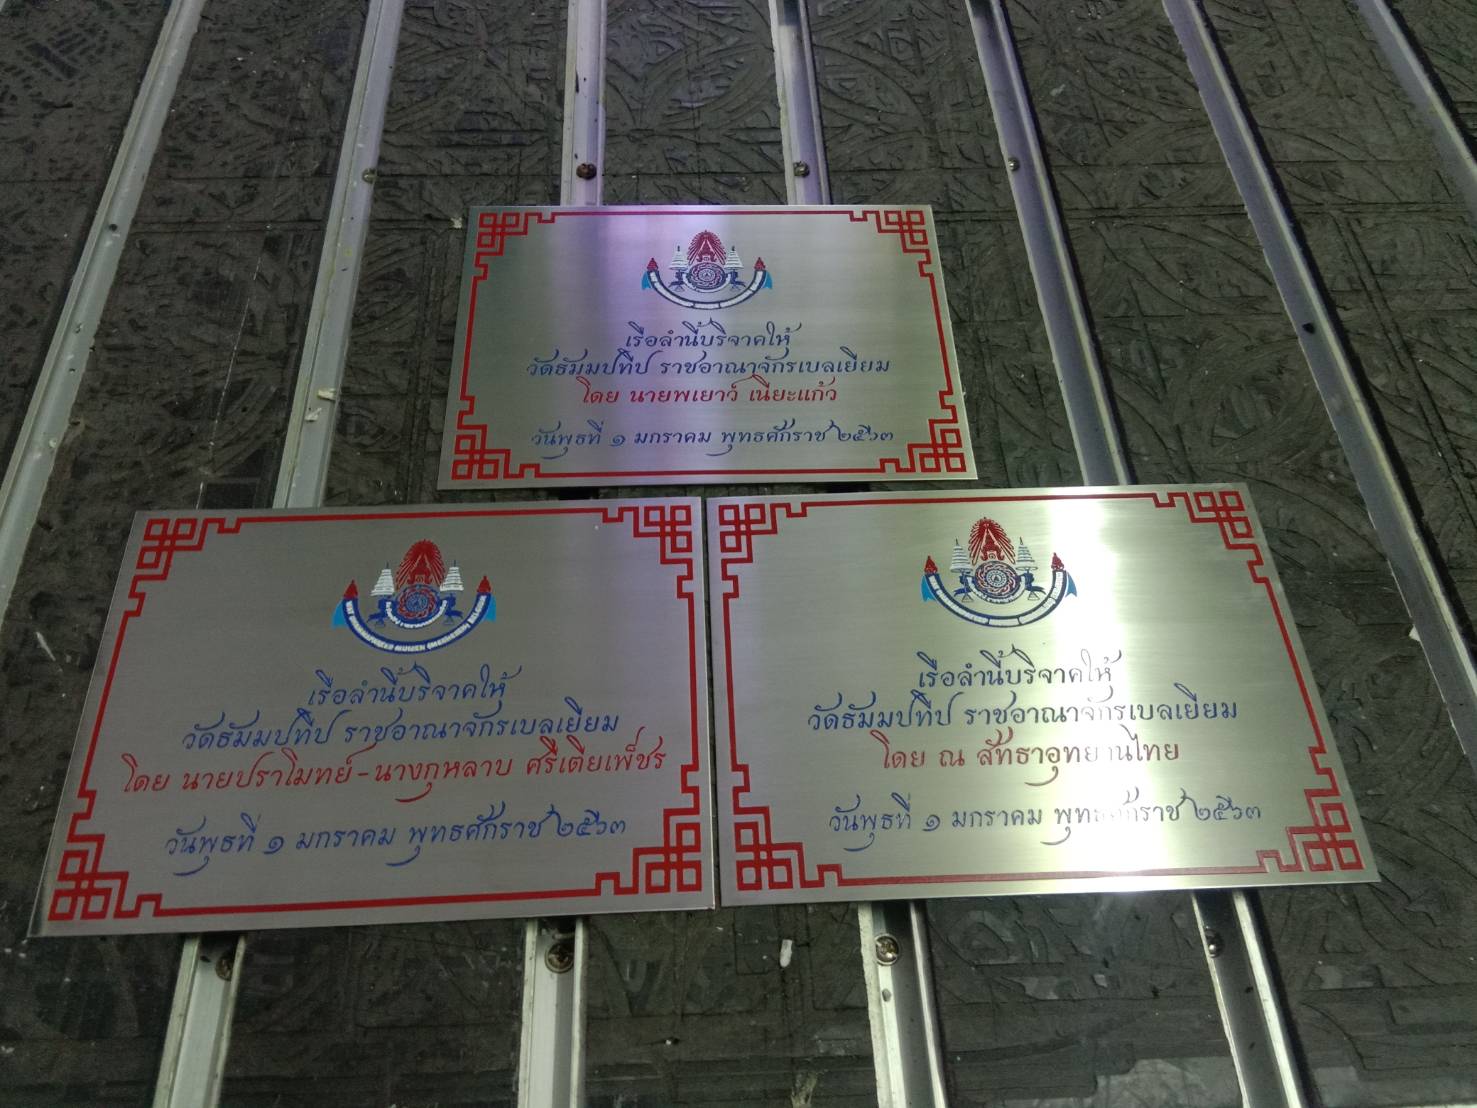 เรือลำนี้บริจาคให้
วัดธัมมปทีป ราชอาณาจักรเบลเยียม
โดย นายพเยาว์ เนียะแก้ว
วันพุธที่ ๑ มกราคม พุทธศักราช ๒๕๖๓
เรือลำนี้บริจาคให้
วัดธัมมปทีป ราชอาณาจักรเบลเยียม
โดย นายปราโมทย์-นางกุหลาบ ศรีเตียเพ็ชร
วันพุธที่ ๑ มกราคม พุทธศักราช ๒๕๖๓
เรือลำนี้บริจาคให้
วัดธัมมปทีป ราชอาณาจักรเบลเยียม
โดย ณ สัทธาอุทยานไทย
วันพุธที่ ๑ มกราคม พุทธศักราช ๒๕๖๓